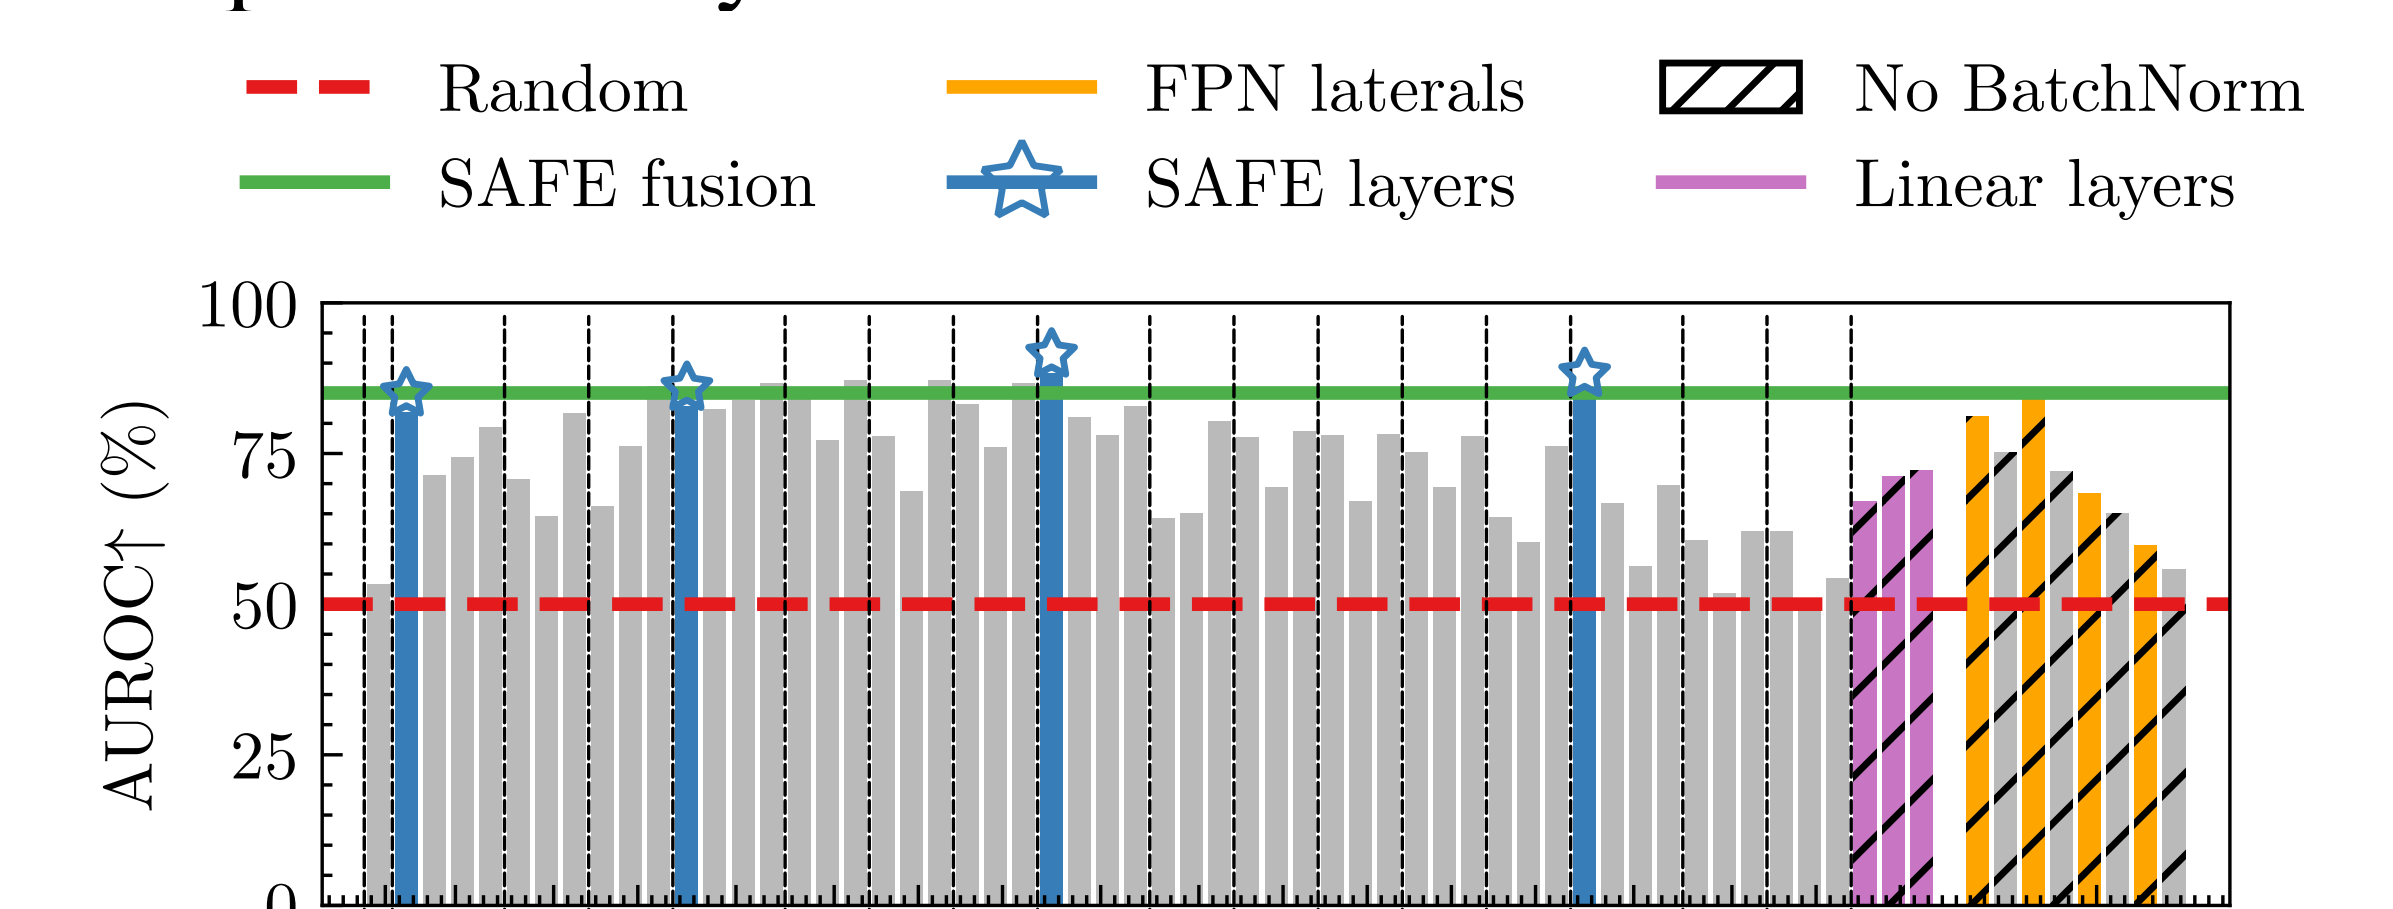 Random FPN laterals No BatchNorm
SAFE fusion SAFE layers Linear layers
100
75
50
25
0
AUROC↑ (%)